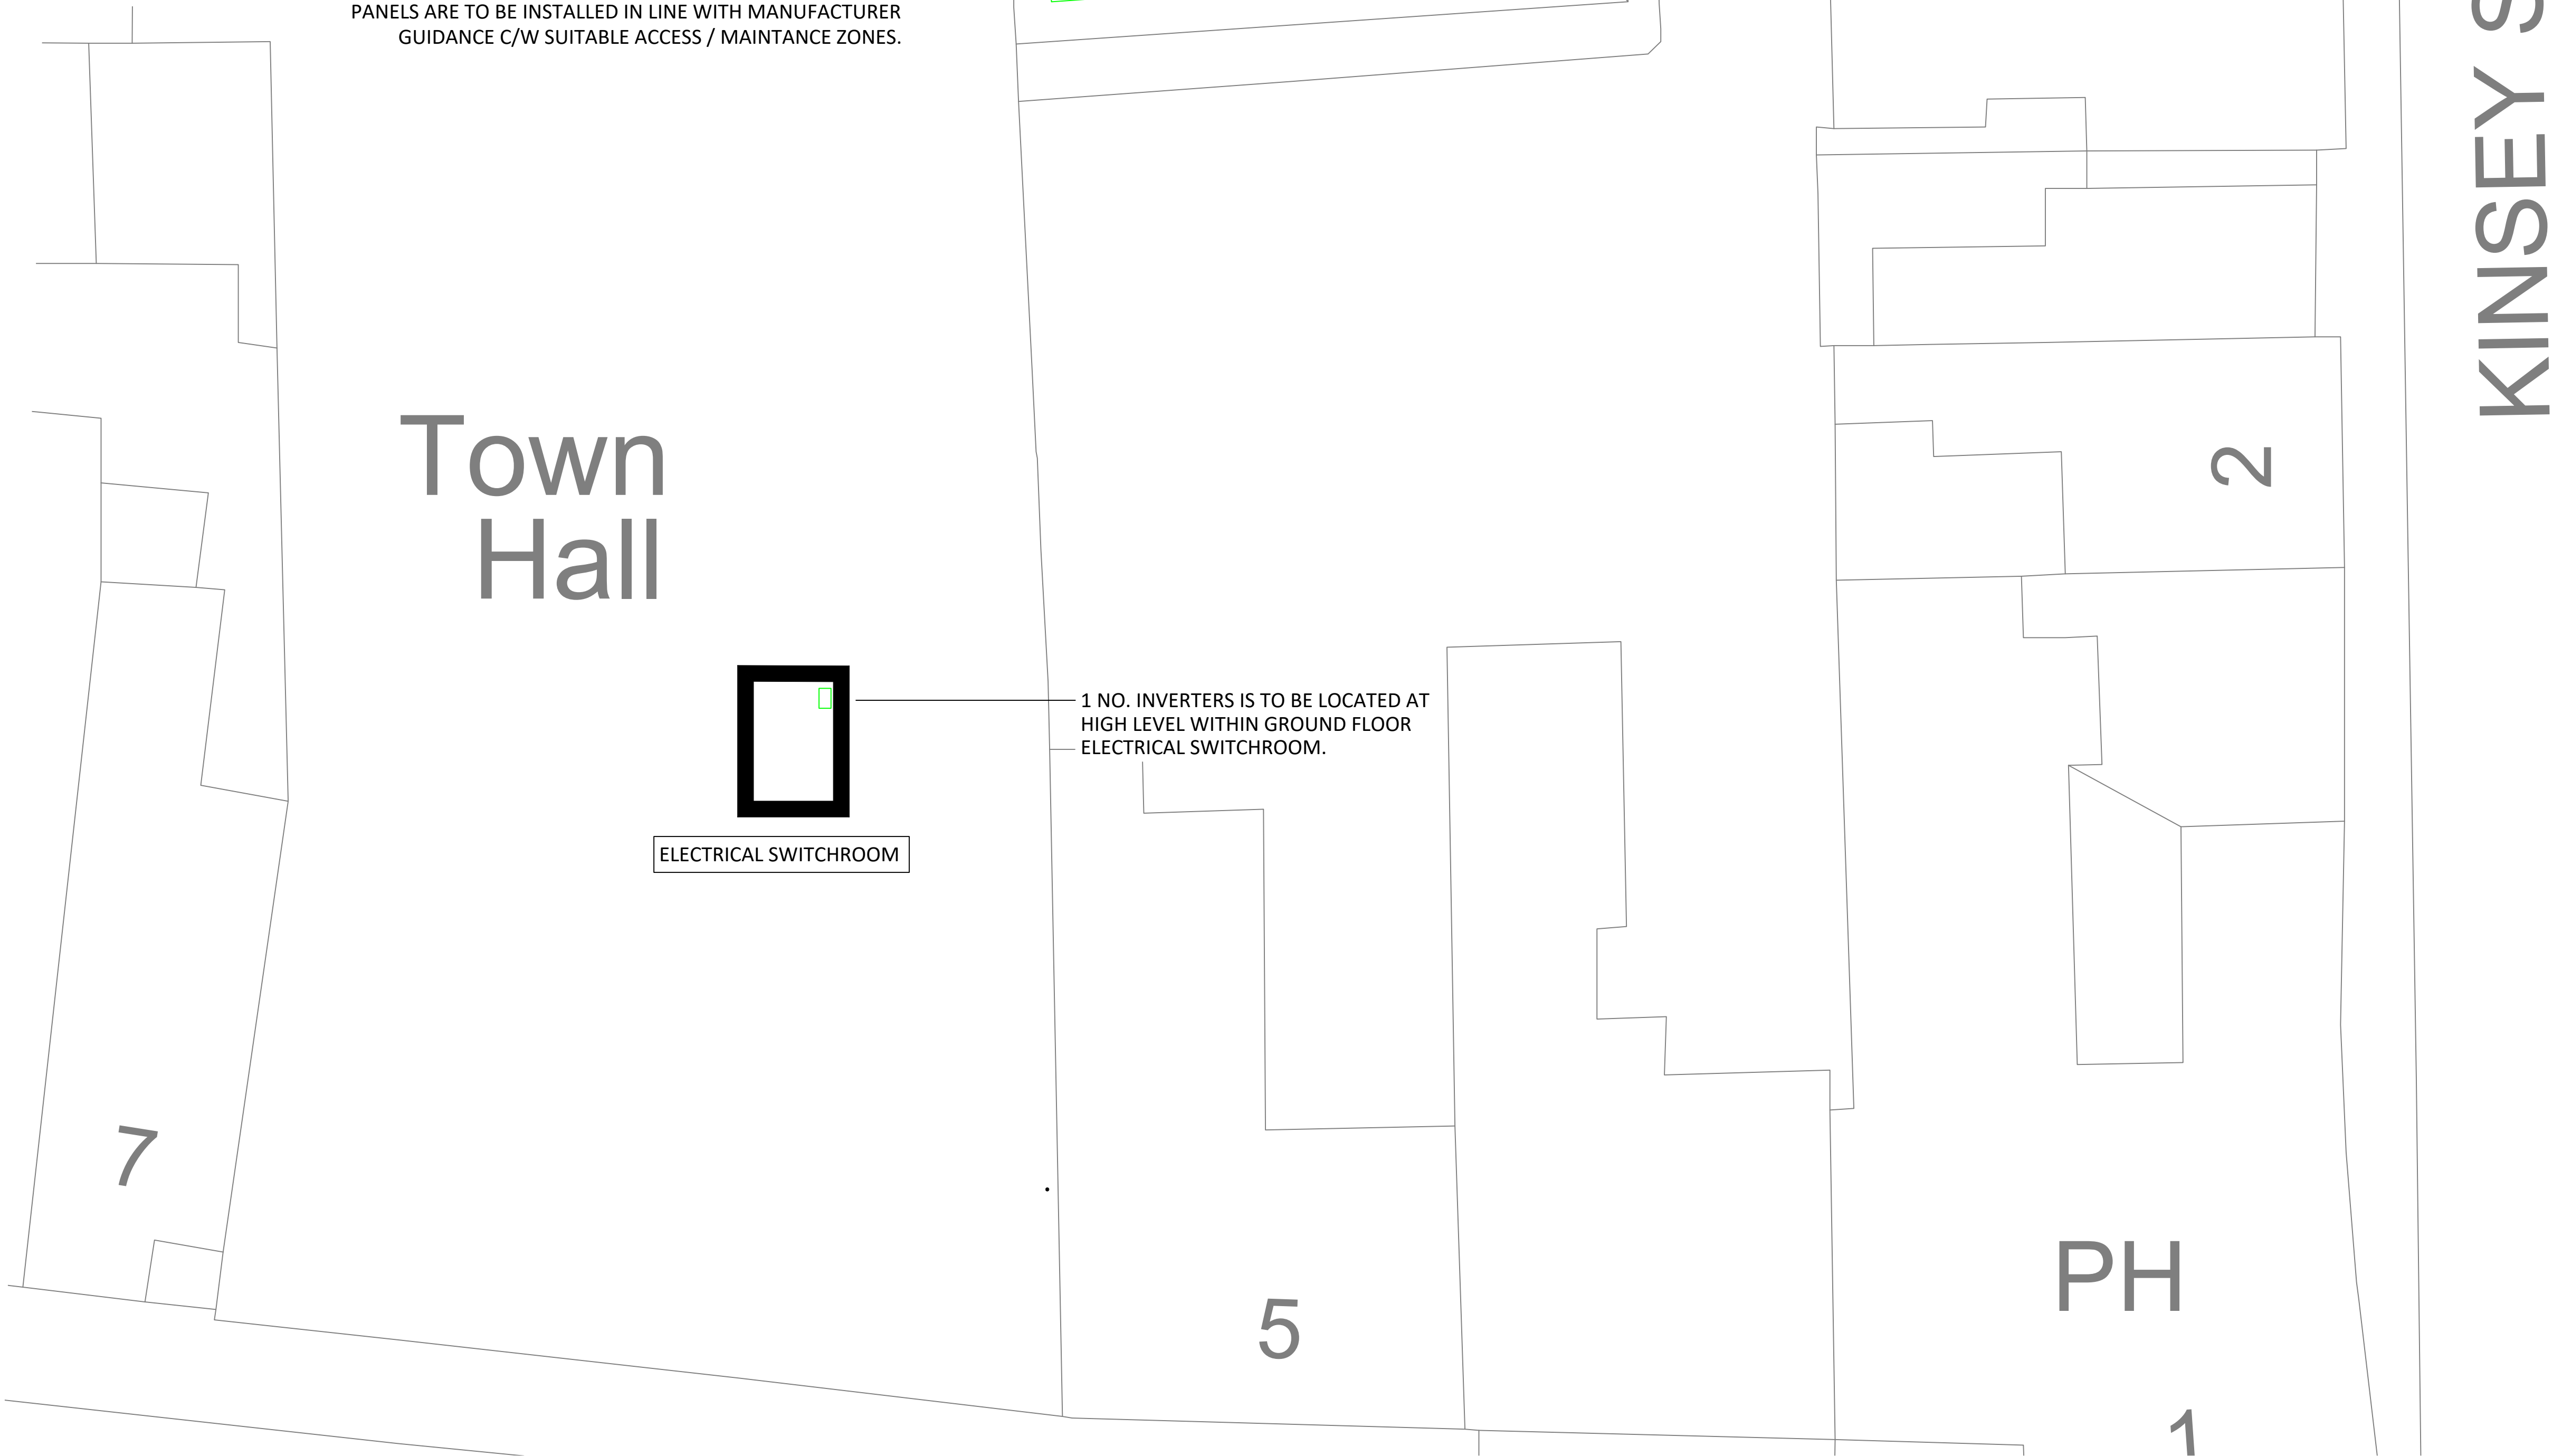 PANELS ARE TO BE INSTALLED IN LINE WITH MANUFACTURER
GUIDANCE C/W SUITABLE ACCESS / MAINTANCE ZONES.
KINSEY S
Town
Hall
2
1 NO. INVERTERS IS TO BE LOCATED AT
HIGH LEVEL WITHIN GROUND FLOOR
ELECTRICAL SWITCHROOM.
ELECTRICAL SWITCHROOM
7
5
PH
1